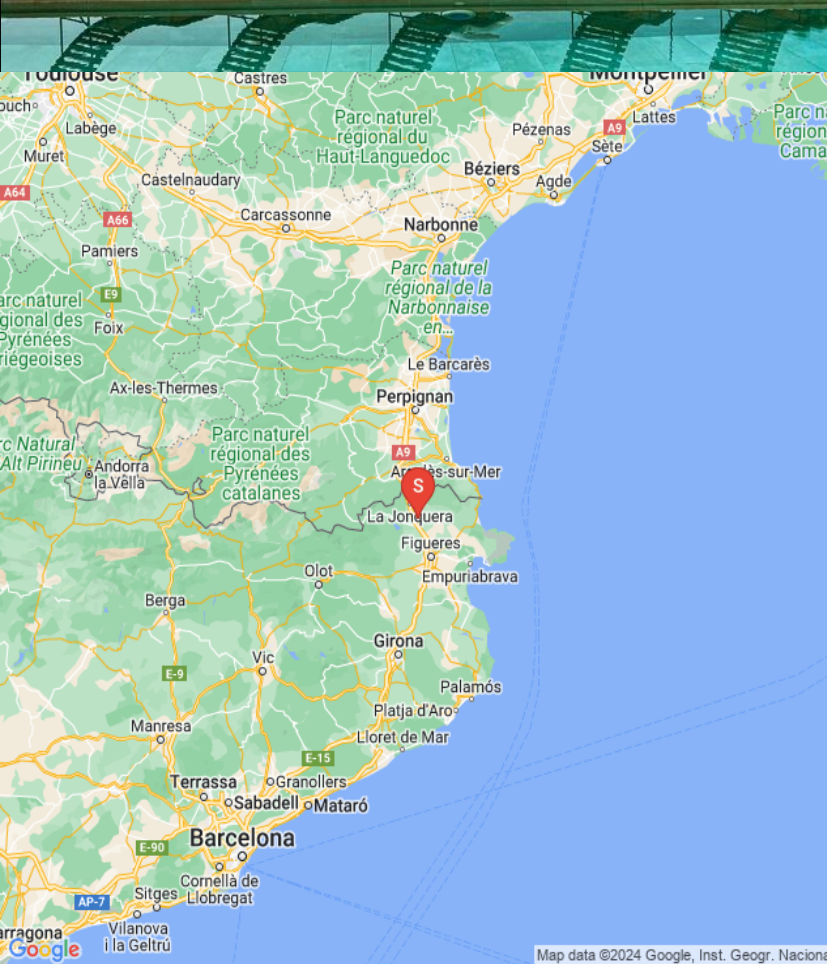 Toulouse
Castres
Montpellier
Labège
Parc naturel
régional du
Haut-Languedoc
Pézenas
A9
Lattes
Sète
Muret
Béziers
Castelnaudary
Agde
A64
A66
Carcassonne
Narbonne
Pamiers
Parc naturel
régional de la
Narbonnaise
en...
E9
Foix
Le Barcarès
Ax-les-Thermes
Perpignan
Parc naturel
régional des
Pyrénées
catalanes
A9
Andorra
la Vella
S
La Jonquera
Figueres
Olot
Empuriabrava
Berga
Girona
Vic
E-9
Palamós
Platja d'Aro
Manresa
Lloret de Mar
E-15
Terrassa
Granollers
Sabadell
Mataró
Barcelona
E-90
Cornellà de
Llobregat
Sitges
AP-7
Vilanova
i la Geltrú
Google
Map data ©2024 Google, Inst. Geogr. Naciona